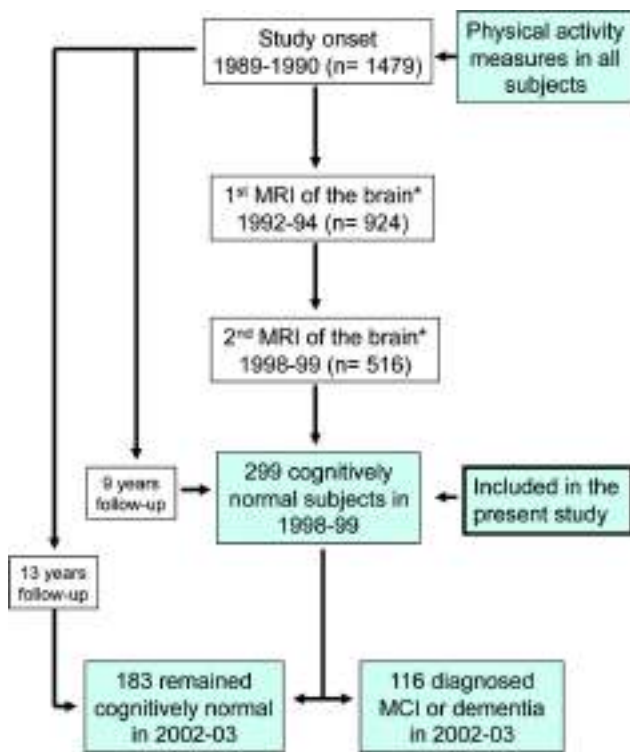 Study onset
1989-1990 (n= 1479)
Physical activity
measures in all
subjects
1st MRI of the brain*
1992-94 (n= 924)
2nd MRI of the brain*
1998-99 (n= 516)
9 years
follow-up
299 cognitively
normal subjects in
1998-99
Included in the
present study
13 years
follow-up
183 remained
cognitively normal
in 2002-03
116 diagnosed
MCI or dementia
in 2002-03